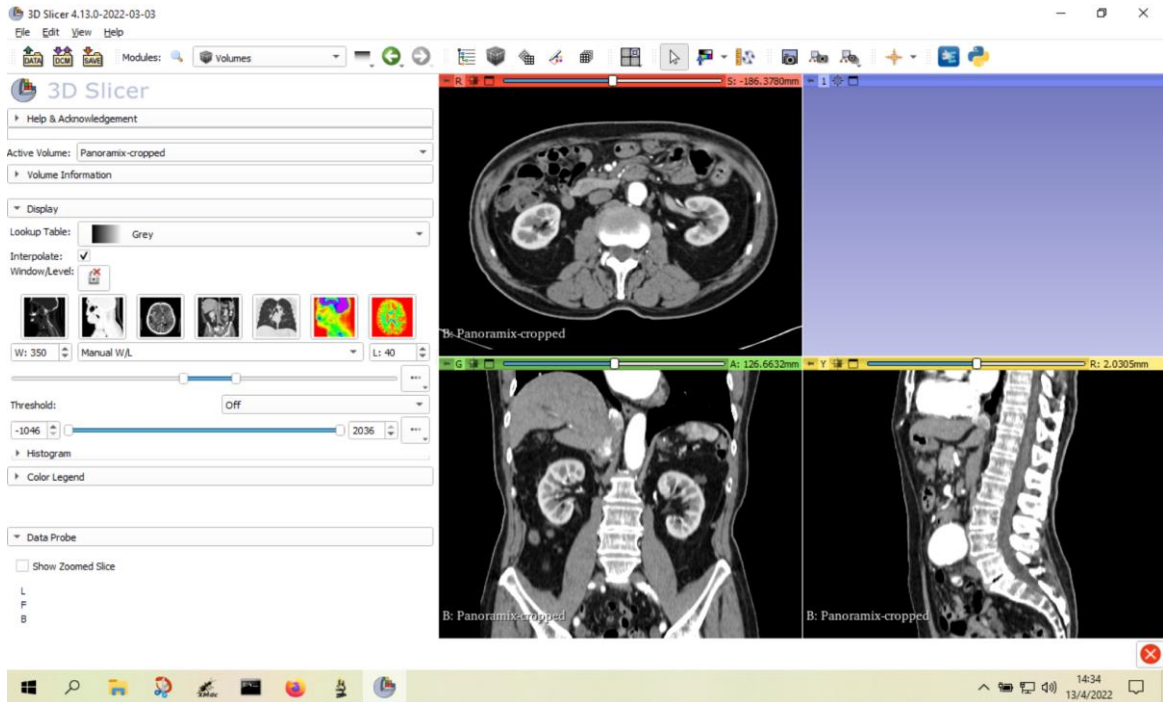 3D Slicer 4.13.0-2022-03-03
File Edit View Help
DATA DCM SAVE Modules: Volumes
3D Slicer
Help & Acknowledgement
Active Volume: Panoramix-cropped
Volume Information
Display
Lookup Table: Grey
Interpolate:
Window/Level:
W: 350 Manual W/L L: 40
Threshold: Off
-1046 2036
Histogram
Color Legend
Data Probe
Show Zoomed Slice
L
F
B
R S: -186.3780mm
1
B: Panoramix-cropped
G A: 126.6632mm
Y R: 2.0305mm
B: Panoramix-cropped
B: Panoramix-cropped
14:34
13/4/2022